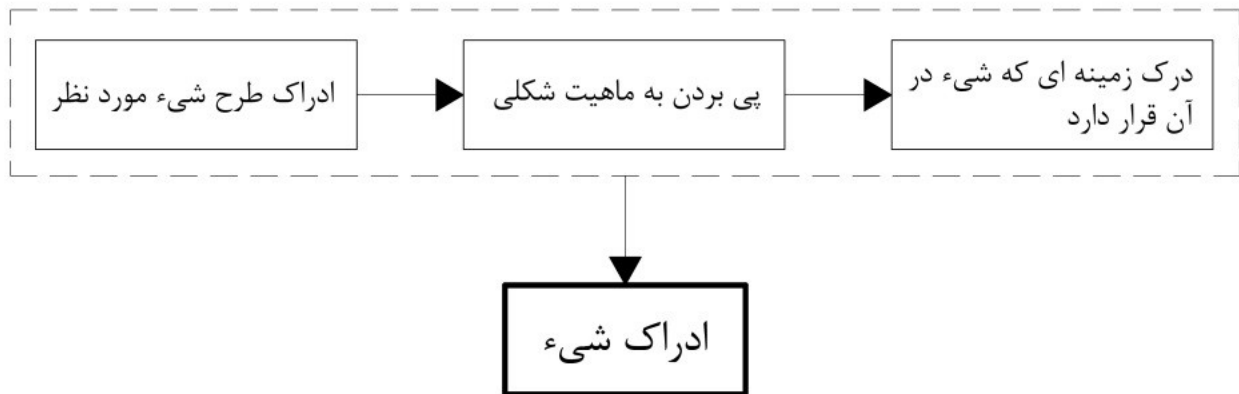 ادراک طرح شیء مورد نظر
پی بردن به ماهیت شکلی
درک زمینه ای که شیء در
آن قرار دارد
ادراک شیء